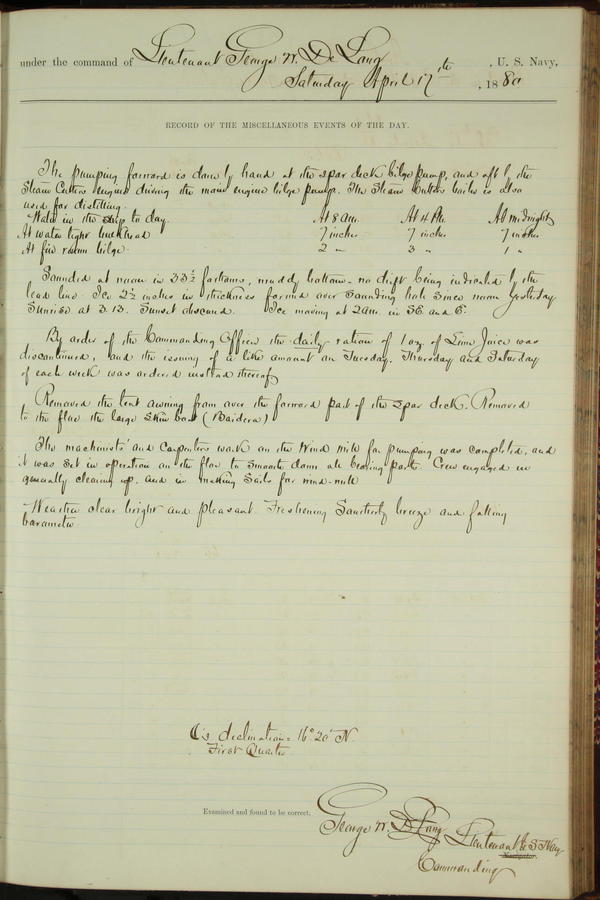 under the command of Lieutenant George W. De Long, U. S. Navy,
Saturday April 17th, 1880
RECORD OF THE MISCELLANEOUS EVENTS OF THE DAY.
The pumping forward is done by hand at the spar deck bilge pump, and aft by the
Steam Cutters engine driving the main engine bilge pumps. The Steam Cutters boiler is also
used for distilling.
Water in the ship to day. At 8 AM. At 4 PM. At midnight
At water tight bulkhead 7 inches 7 inches 7 inches
At fire room bilge 2 " 3 " 1 "
Sounded at noon in 33½ fathoms, muddy bottom - no drift being indicated by the
lead line. Ice 2½ inches in thickness formed over sounding hole since noon yesterday
Sunrise at 3.13. Sunset obscured. Ice moving at 2 AM. in SE and E.
By order of the Commanding Officer the daily ration of 1 oz of Lime Juice was
discontinued, and the issuing of a like amount on Tuesday, Thursday and Saturday
of each week was ordered instead thereof
Removed the tent awning from over the forward part of the spar deck. Removed
to the floe the large skin boat (Baidera)
The machinists' and Carpenters work on the wind mill for pumping was completed, and
it was set in operation on the floe to smooth down all bearing parts. Crew engaged in
generally clearing up, and in making sails for wind-mill
Weather clear bright and pleasant. Freshening Southerly breeze and falling
barometer.
☾'s declination = 16° 20' N.
First Quarter
Examined and found to be correct.
George W. De Long Lieutenant U. S. Navy
Navigator.
Commanding